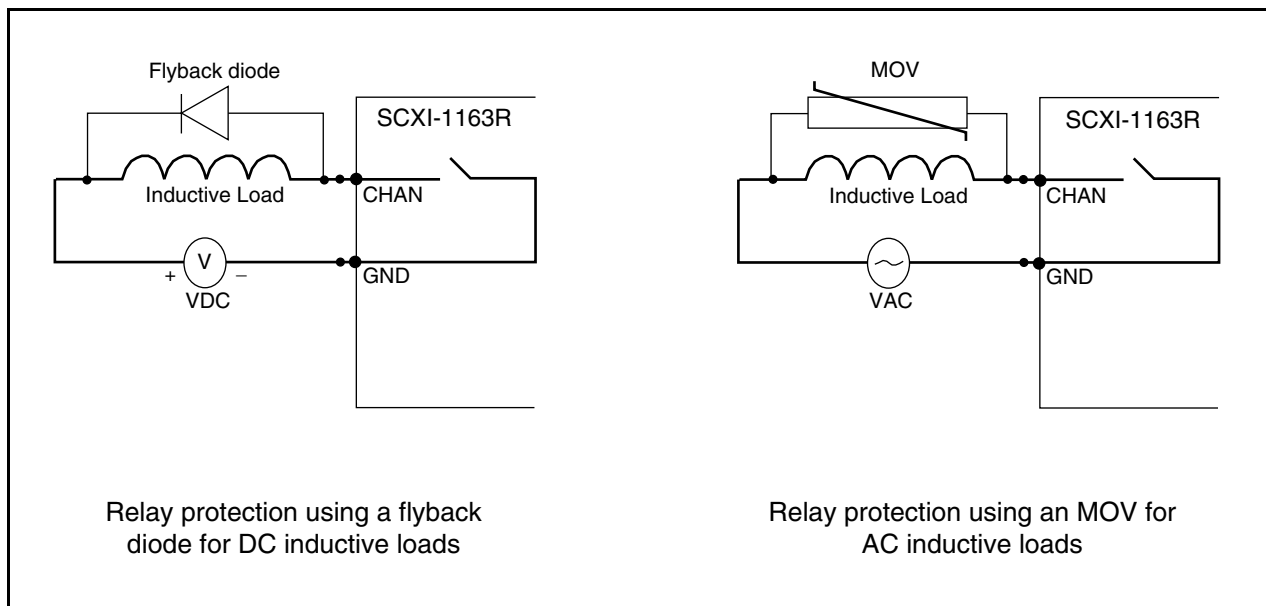 Flyback diode
SCXI-1163R
Inductive Load
CHAN
V
+ −
VDC
GND
Relay protection using a flyback
diode for DC inductive loads
MOV
SCXI-1163R
Inductive Load
CHAN
VAC
GND
Relay protection using an MOV for
AC inductive loads